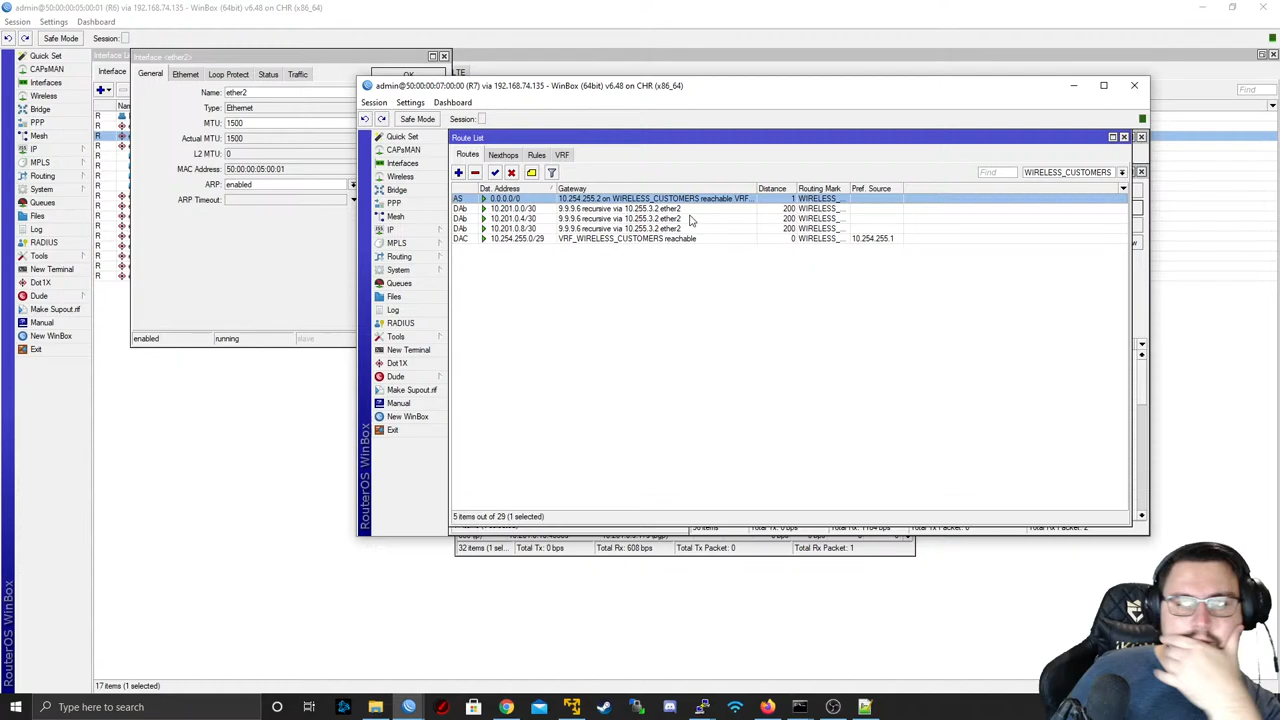 admin@50:00:00:05:00:01 (R6) via 192.168.74.135 - WinBox (64bit) v6.48 on CHR (x86_64)
Session Settings Dashboard
Safe Mode Session:
Quick Set
CAPsMAN
Interfaces
Wireless
Bridge
PPP
Mesh
IP
MPLS
Routing
System
Queues
Files
Log
RADIUS
Tools
New Terminal
Dot1X
Dude
Make Supout.rif
Manual
New WinBox
Exit
RouterOS WinBox
Interface
R
R
R
R
R
R
R
R
R
R
R
R
R
17 items (1 selected)
Find
Interface <ether2>
General Ethernet Loop Protect Status Traffic
Name: ether2
Type: Ethernet
MTU: 1500
Actual MTU: 1500
L2 MTU: 0
MAC Address: 50:00:00:05:00:01
ARP: enabled
ARP Timeout:
enabled running slave
admin@50:00:00:07:00:00 (R7) via 192.168.74.135 - WinBox (64bit) v6.48 on CHR (x86_64)
Session Settings Dashboard
Safe Mode Session:
Quick Set
CAPsMAN
Interfaces
Wireless
Bridge
PPP
Mesh
IP
MPLS
Routing
System
Queues
Files
Log
RADIUS
Tools
New Terminal
Dot1X
Dude
Make Supout.rif
Manual
New WinBox
Exit
RouterOS WinBox
Route List
Routes Nexthops Rules VRF
Find WIRELESS_CUSTOMERS
Dst. Address Gateway Distance Routing Mark Pref. Source
AS 0.0.0.0/0 10.254.255.2 on WIRELESS_CUSTOMERS reachable VRF... 1 WIRELESS_...
DAb 10.201.0.0/30 9.9.9.6 recursive via 10.255.3.2 ether2 200 WIRELESS_...
DAb 10.201.0.4/30 9.9.9.6 recursive via 10.255.3.2 ether2 200 WIRELESS_...
DAb 10.201.0.8/30 9.9.9.6 recursive via 10.255.3.2 ether2 200 WIRELESS_...
DAC 10.254.255.0/29 VRF_WIRELESS_CUSTOMERS reachable 0 WIRELESS_... 10.254.255.1
5 items out of 29 (1 selected)
32 items (1 sel... Total Tx: 0 bps Total Rx: 608 bps Total Tx Packet: 0 Total Rx Packet: 1
Type here to search